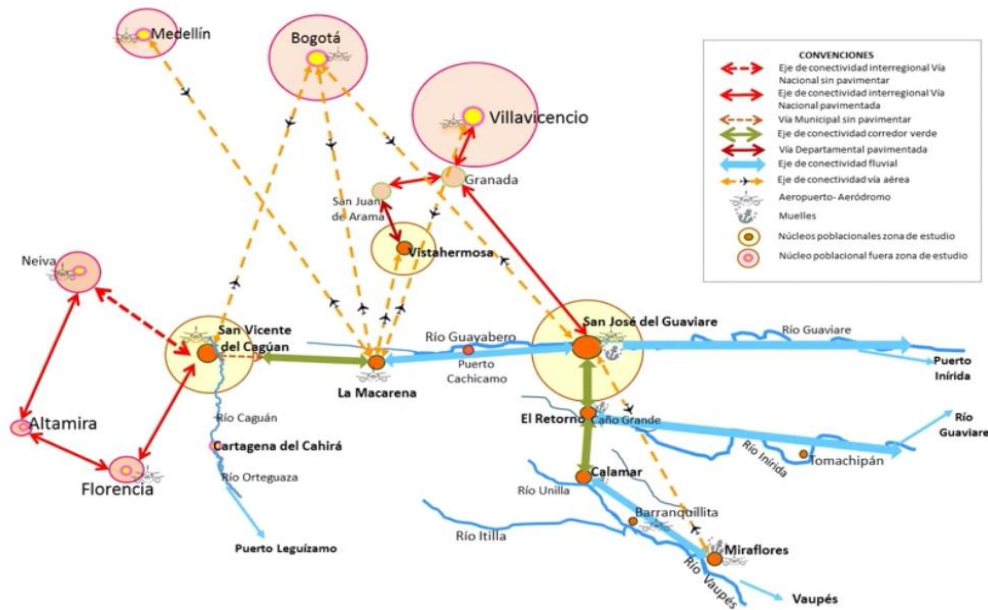 Medellín
Bogotá
Villavicencio
Granada
San Juan
de Arama
Vistahermosa
Neiva
San Vicente
del Cagúan
San José del Guaviare
Río Guayabero
Río Guaviare
Puerto
Cachicamo
Puerto
Inírida
La Macarena
Altamira
Río Caguán
El Retorno
Caño Grande
Río
Guaviare
Cartagena del Cahirá
Río Inírida
Tomachipán
Florencia
Río Orteguaza
Calamar
Río Unilla
Barranquillita
Río Itilla
Puerto Leguízamo
Miraflores
Río Vaupés
Vaupés
CONVENCIONES
Eje de conectividad interregional Vía
Nacional sin pavimentar
Eje de conectividad interregional Vía
Nacional pavimentada
Vía Municipal sin pavimentar
Eje de conectividad corredor verde
Vía Departamental pavimentada
Eje de conectividad fluvial
Eje de conectividad vía aérea
Aeropuerto- Aeródromo
Muelles
Núcleos poblacionales zona de estudio
Núcleo poblacional fuera zona de estudio